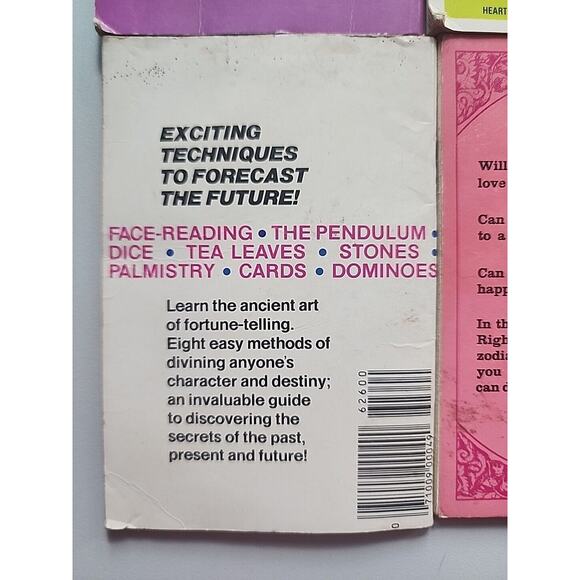 HEART
EXCITING
TECHNIQUES
TO FORECAST
THE FUTURE!
FACE-READING • THE PENDULUM •
DICE • TEA LEAVES • STONES •
PALMISTRY • CARDS • DOMINOES
Learn the ancient art
of fortune-telling.
Eight easy methods of
divining anyone's
character and destiny;
an invaluable guide
to discovering the
secrets of the past,
present and future!
62600
71009 00049
0
Will
love
Can
to a
Can
happ
In th
Righ
zodia
you
can d